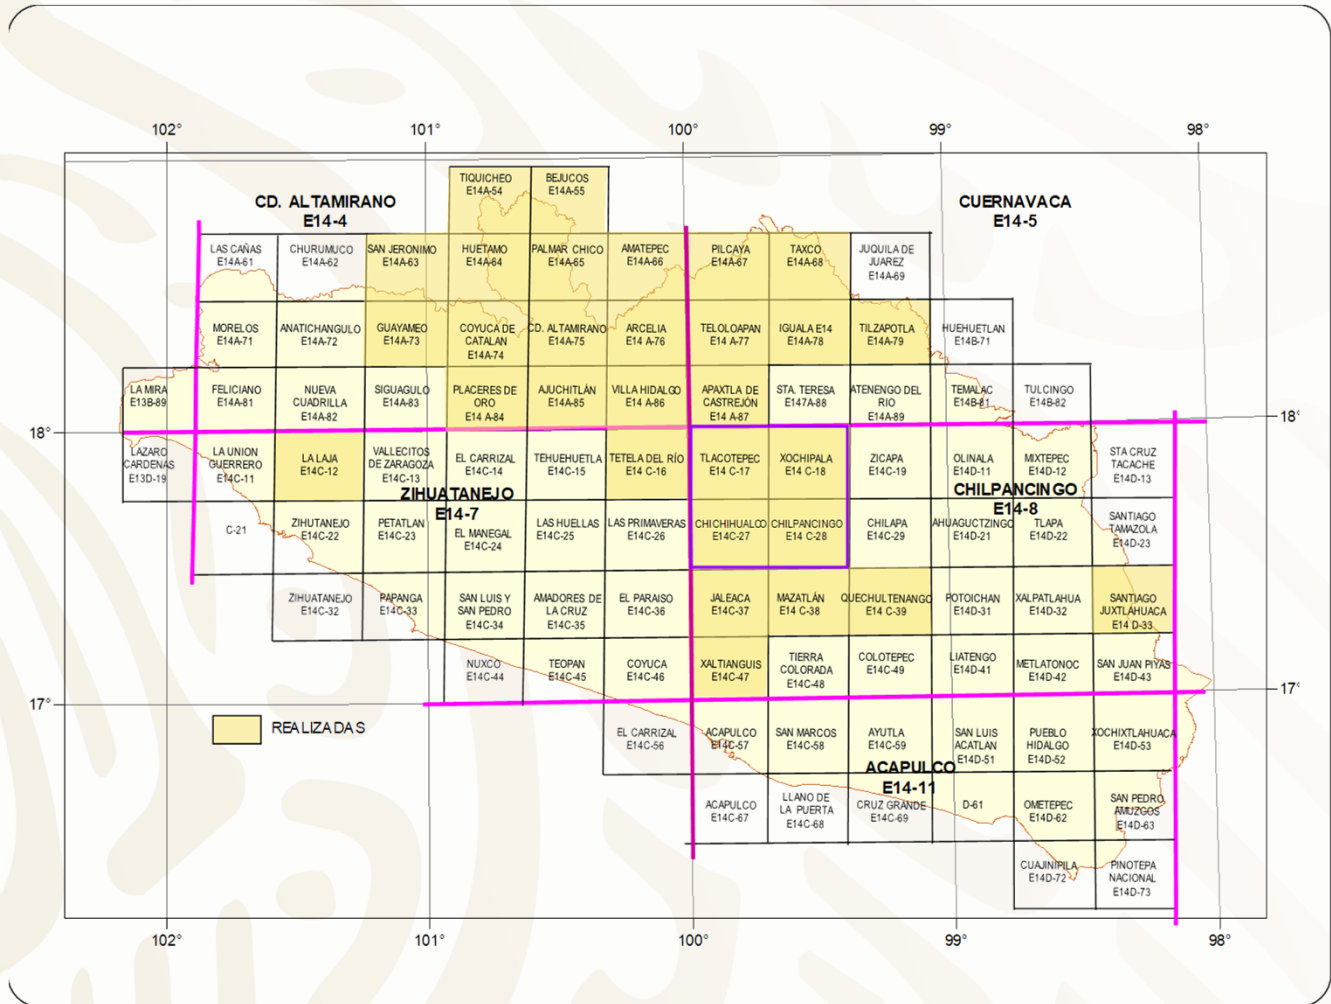 102°
101°
100°
99°
98°
TIQUICHEO
E14A-54
BEJUCOS
E14A-55
CD. ALTAMIRANO
E14-4
CUERNAVACA
E14-5
LAS CAÑAS
E14A-61
CHURUMUCO
E14A-62
SAN JERONIMO
E14A-63
HUETAMO
E14A-64
PALMAR CHICO
E14A-65
AMATEPEC
E14A-66
PILCAYA
E14A-67
TAXCO
E14A-68
JUQUILA DE
JUAREZ
E14A-69
MORELOS
E14A-71
ANATICHANGULO
E14A-72
GUAYAMEO
E14A-73
COYUCA DE
CATALAN
E14A-74
CD. ALTAMIRANO
E14A-75
ARCELIA
E14 A-76
TELOLOAPAN
E14 A-77
IGUALA E14
E14A-78
TILZAPOTLA
E14A-79
HUEHUETLAN
E14B-71
LA MIRA
E13B-89
FELICIANO
E14A-81
NUEVA
CUADRILLA
E14A-82
SIGUAGULO
E14A-83
PLACERES DE
ORO
E14 A-84
AJUCHITLÁN
E14A-85
VILLA HIDALGO
E14 A-86
APAXTLA DE
CASTREJÓN
E14 A-87
STA. TERESA
E147A-88
ATENENGO DEL
RIO
E14A-89
TEMALAC
E14B-81
TULCINGO
E14B-82
18°
18°
LAZARO
CARDENAS
E13D-19
LA UNION
GUERRERO
E14C-11
LA LAJA
E14C-12
VALLECITOS
DE ZARAGOZA
E14C-13
EL CARRIZAL
E14C-14
TEHUEHUETLA
E14C-15
TETELA DEL RÍO
E14 C-16
TLACOTEPEC
E14 C-17
XOCHIPALA
E14 C-18
ZICAPA
E14C-19
OLINALA
E14D-11
MIXTEPEC
E14D-12
STA CRUZ
TACACHE
E14D-13
ZIHUATANEJO
E14-7
CHILPANCINGO
E14-8
C-21
ZIHUTANEJO
E14C-22
PETATLAN
E14C-23
EL MANEGAL
E14C-24
LAS HUELLAS
E14C-25
LAS PRIMAVERAS
E14C-26
CHICHIHUALCO
E14C-27
CHILPANCINGO
E14 C-28
CHILAPA
E14C-29
AHUAGUCTZINGO
E14D-21
TLAPA
E14D-22
SANTIAGO
TAMAZOLA
E14D-23
ZIHUATANEJO
E14C-32
PAPANGA
E14C-33
SAN LUIS Y
SAN PEDRO
E14C-34
AMADORES DE
LA CRUZ
E14C-35
EL PARAISO
E14C-36
JALEACA
E14C-37
MAZATLÁN
E14 C-38
QUECHULTENANGO
E14 C-39
POTOICHAN
E14D-31
XALPATLAHUA
E14D-32
SANTIAGO
JUXTLAHUACA
E14 D-33
NUXCO
E14C-44
TEOPAN
E14C-45
COYUCA
E14C-46
XALTIANGUIS
E14C-47
TIERRA
COLORADA
E14C-48
COLOTEPEC
E14C-49
LIATENGO
E14D-41
METLATONOC
E14D-42
SAN JUAN PIYAS
E14D-43
17°
17°
REALIZADAS
EL CARRIZAL
E14C-56
ACAPULCO
E14C-57
SAN MARCOS
E14C-58
AYUTLA
E14C-59
SAN LUIS
ACATLAN
E14D-51
PUEBLO
HIDALGO
E14D-52
XOCHIXTLAHUACA
E14D-53
ACAPULCO
E14-11
ACAPULCO
E14C-67
LLANO DE
LA PUERTA
E14C-68
CRUZ GRANDE
E14C-69
D-61
OMETEPEC
E14D-62
SAN PEDRO
AMUZGOS
E14D-63
CUAJINIPILA
E14D-72
PINOTEPA
NACIONAL
E14D-73
102°
101°
100°
99°
98°